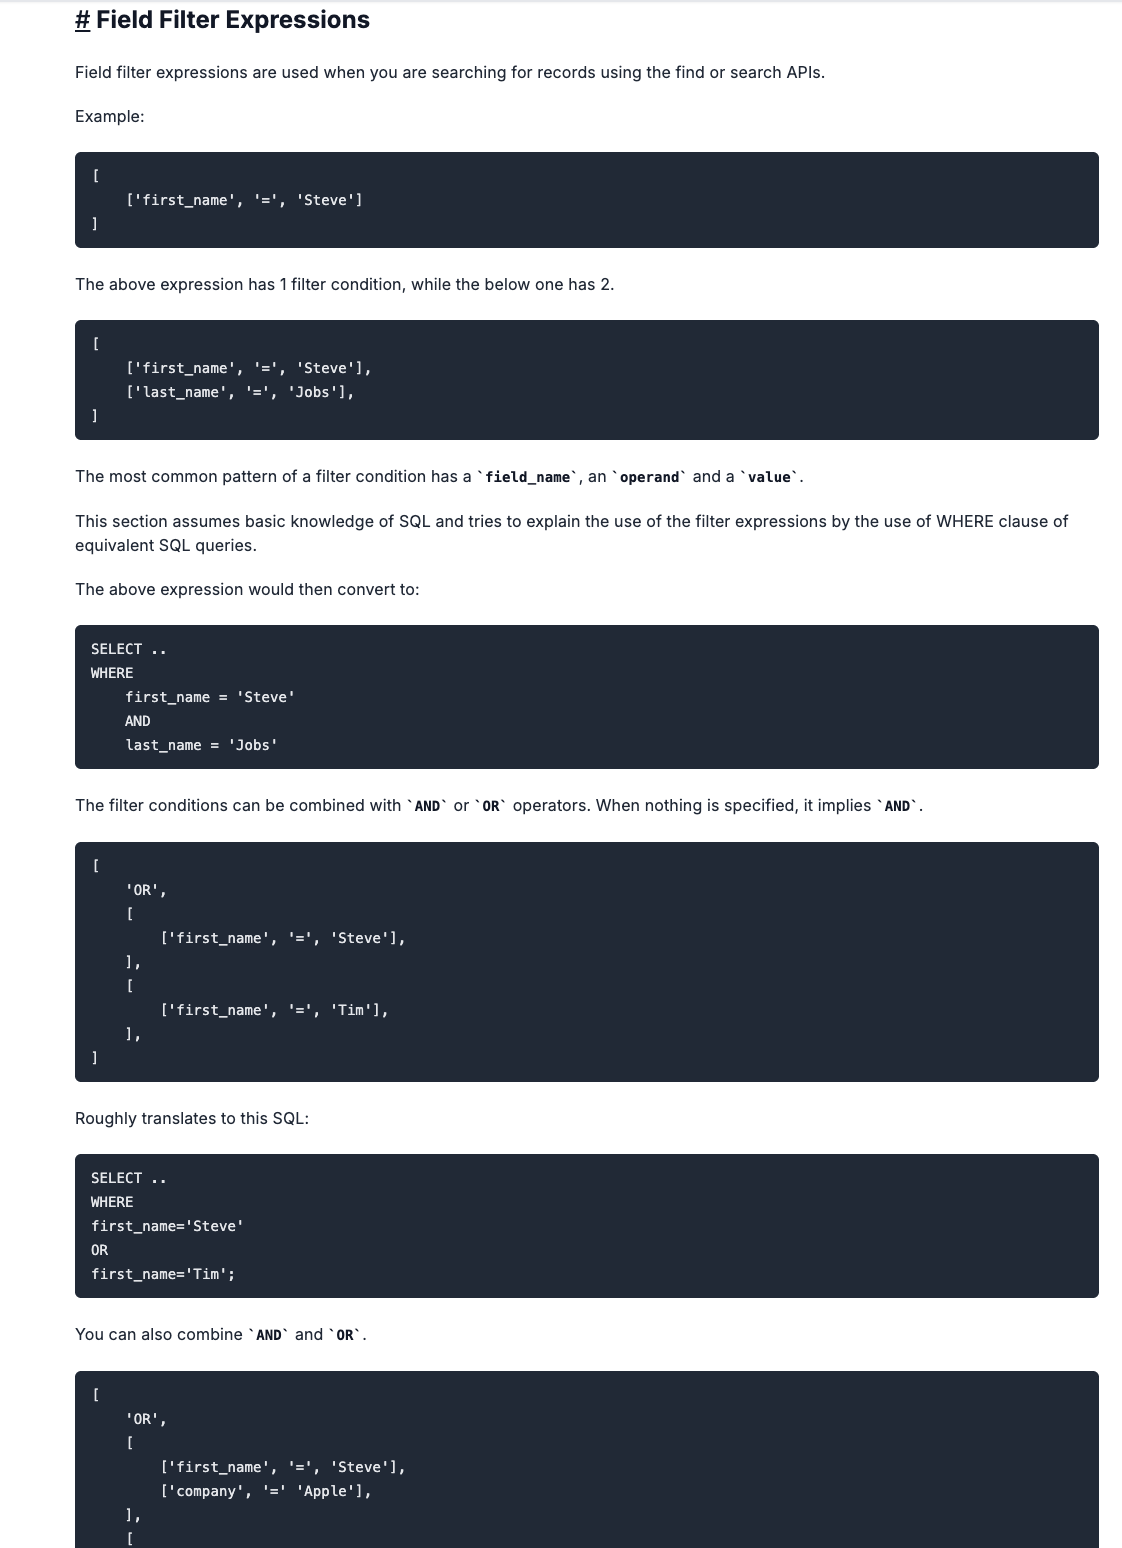 # Field Filter Expressions
Field filter expressions are used when you are searching for records using the find or search APIs.
Example:
[
    ['first_name', '=', 'Steve']
]
The above expression has 1 filter condition, while the below one has 2.
[
    ['first_name', '=', 'Steve'],
    ['last_name', '=', 'Jobs'],
]
The most common pattern of a filter condition has a `field_name`, an `operand` and a `value`.
This section assumes basic knowledge of SQL and tries to explain the use of the filter expressions by the use of WHERE clause of
equivalent SQL queries.
The above expression would then convert to:
SELECT ..
WHERE
    first_name = 'Steve'
    AND
    last_name = 'Jobs'
The filter conditions can be combined with `AND` or `OR` operators. When nothing is specified, it implies `AND`.
[
    'OR',
    [
        ['first_name', '=', 'Steve'],
    ],
    [
        ['first_name', '=', 'Tim'],
    ],
]
Roughly translates to this SQL:
SELECT ..
WHERE
first_name='Steve'
OR
first_name='Tim';
You can also combine `AND` and `OR`.
[
    'OR',
    [
        ['first_name', '=', 'Steve'],
        ['company', '=' 'Apple'],
    ],
    [